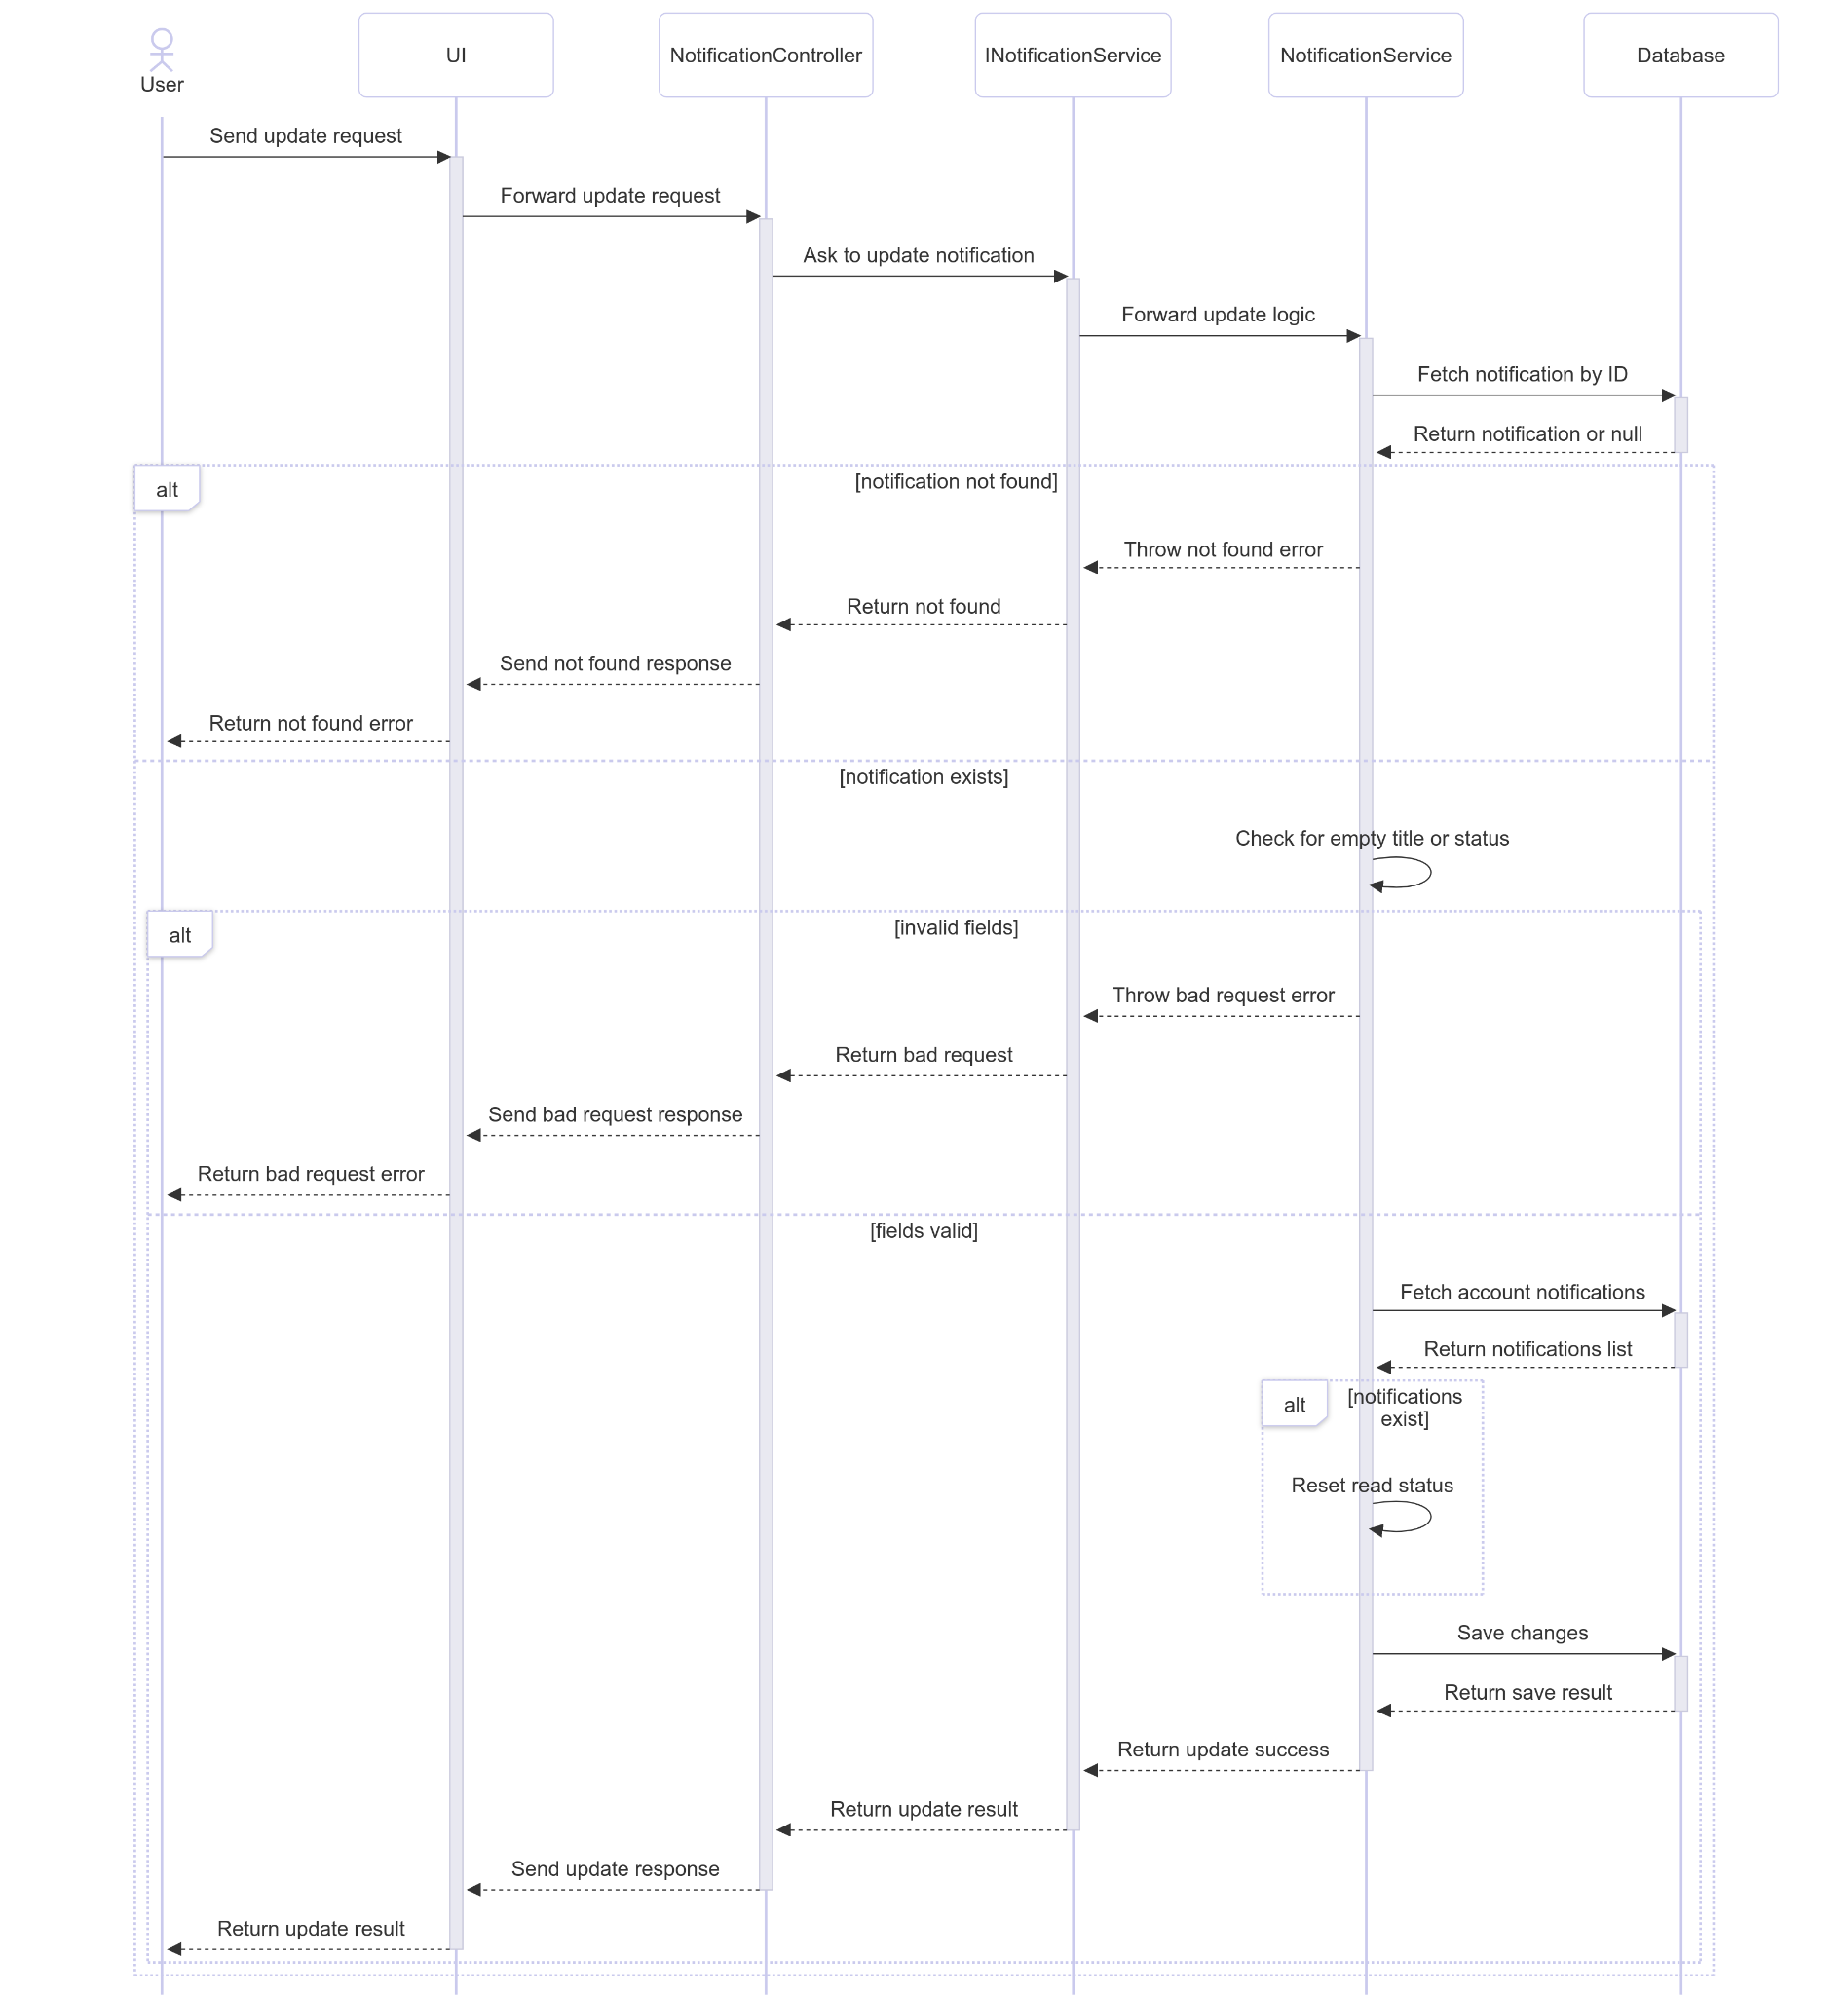 User
UI
NotificationController
INotificationService
NotificationService
Database
Send update request
Forward update request
Ask to update notification
Forward update logic
Fetch notification by ID
Return notification or null
alt
[notification not found]
Throw not found error
Return not found
Send not found response
Return not found error
[notification exists]
Check for empty title or status
alt
[invalid fields]
Throw bad request error
Return bad request
Send bad request response
Return bad request error
[fields valid]
Fetch account notifications
Return notifications list
alt
[notifications
exist]
Reset read status
Save changes
Return save result
Return update success
Return update result
Send update response
Return update result